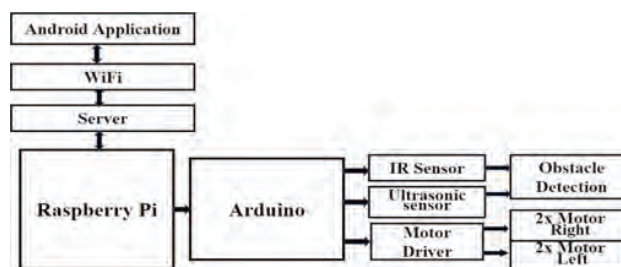 Android Application
WiFi
Server
Raspberry Pi
Arduino
IR Sensor
Ultrasonic
sensor
Motor
Driver
Obstacle
Detection
2x Motor
Right
2x Motor
Left